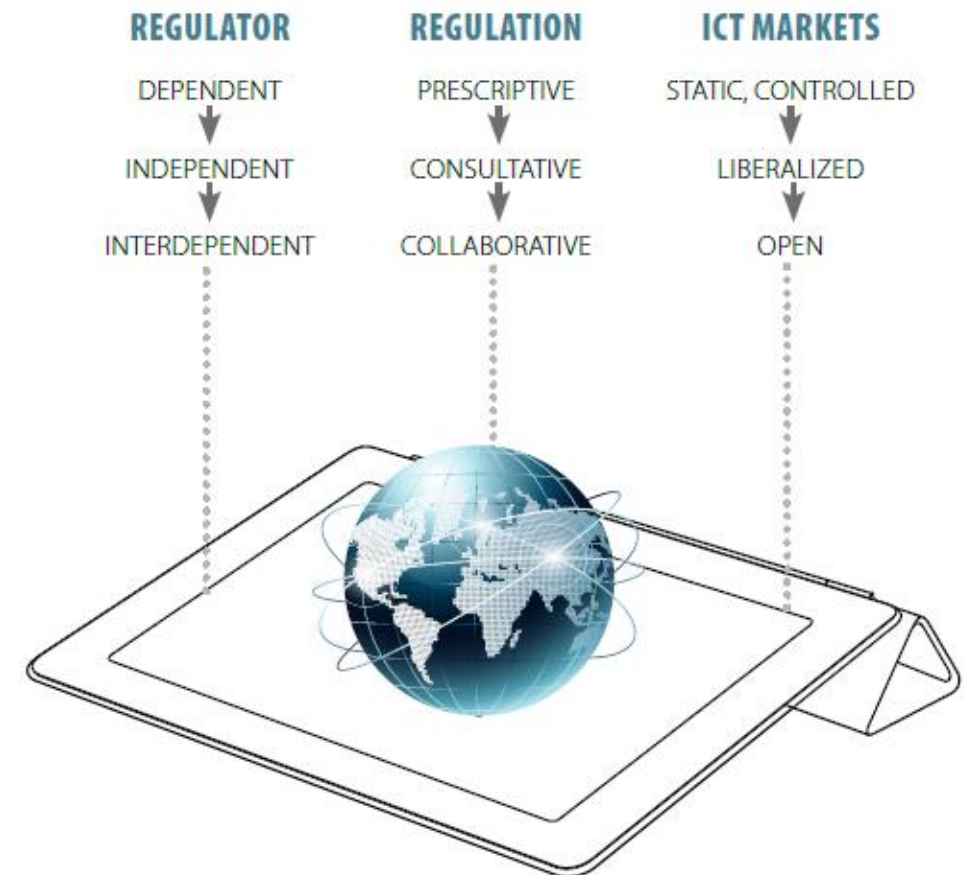 REGULATOR
DEPENDENT
INDEPENDENT
INTERDEPENDENT
REGULATION
PRESCRIPTIVE
CONSULTATIVE
COLLABORATIVE
ICT MARKETS
STATIC, CONTROLLED
LIBERALIZED
OPEN